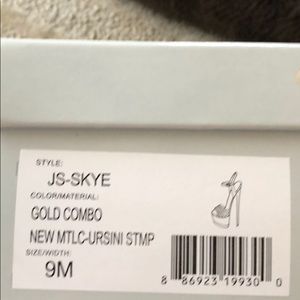 STYLE:
JS-SKYE
COLOR/MATERIAL:
GOLD COMBO
NEW MTLC-URSINI STMP
SIZE/WIDTH:
9M
8 86923 19930 0